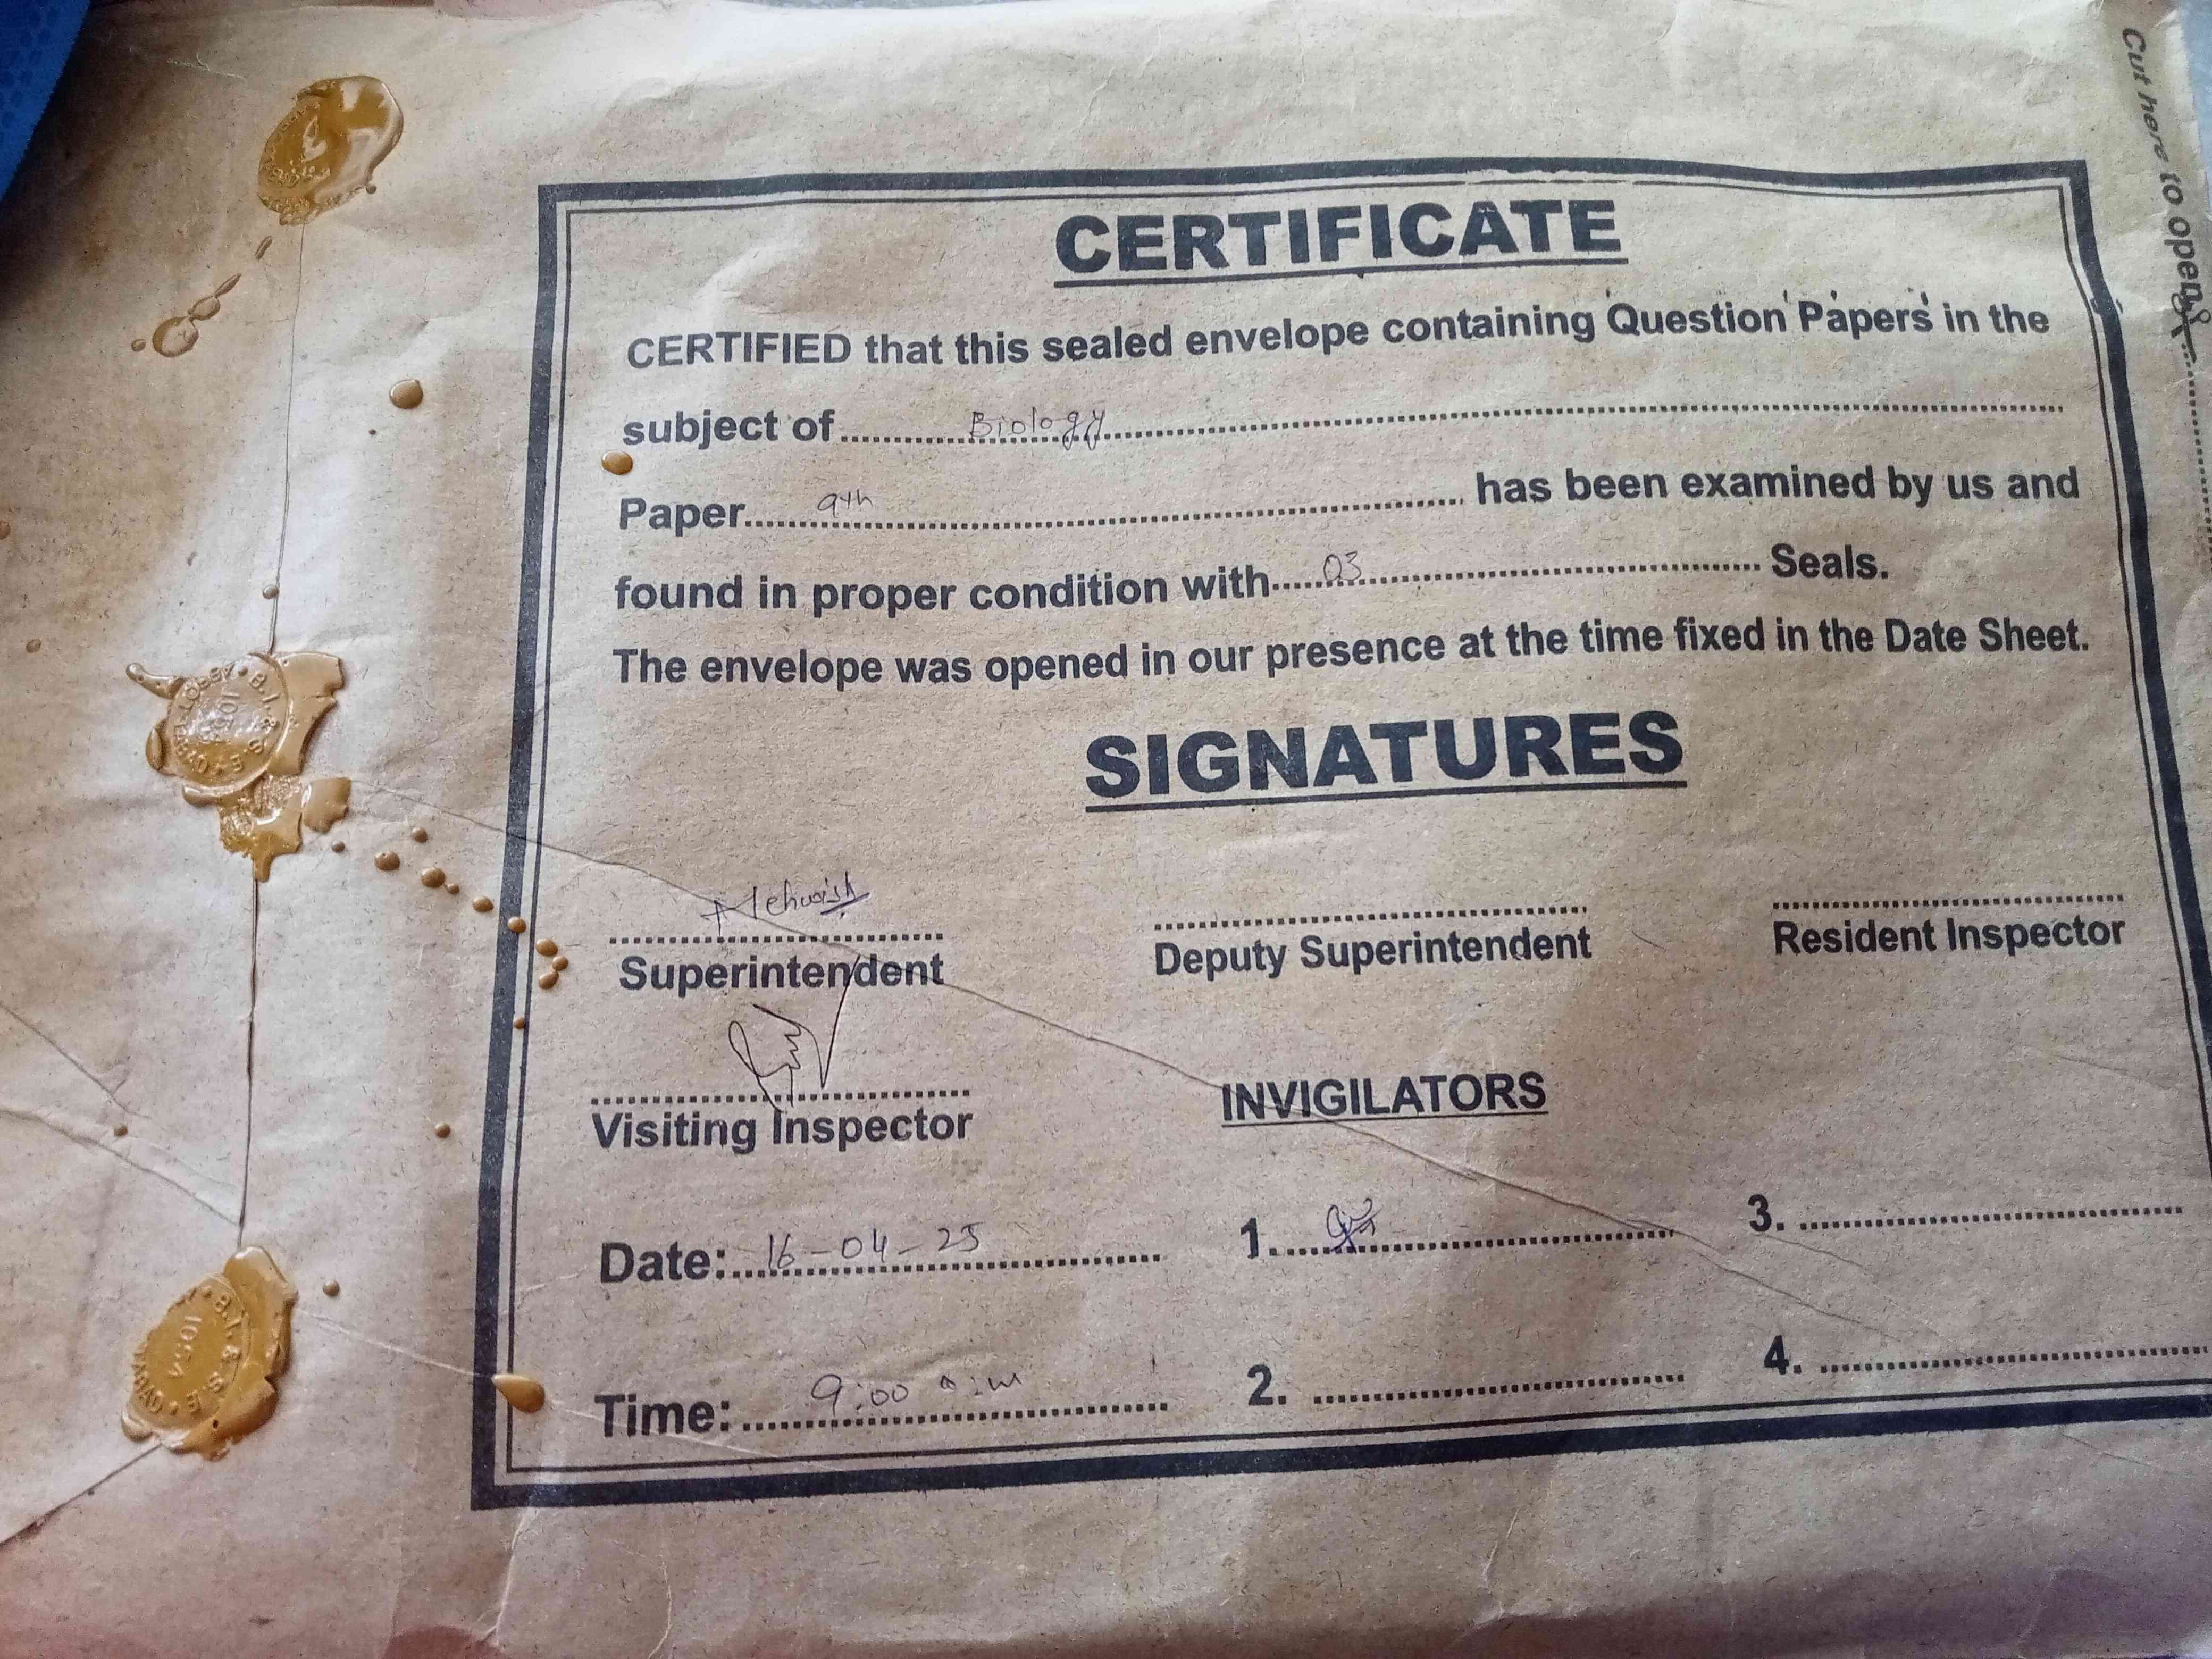 Cut here to open
CERTIFICATE
CERTIFIED that this sealed envelope containing Question Papers in the
subject of Biology
Paper 9th has been examined by us and
found in proper condition with 03 Seals.
The envelope was opened in our presence at the time fixed in the Date Sheet.
SIGNATURES
Mehwish
Superintendent
Deputy Superintendent
Resident Inspector
Visiting Inspector
INVIGILATORS
Date: 16-04-25
1.
3.
Time: 9:00 a:m
2.
4.
B.I. & S.E
B.I. & S.E